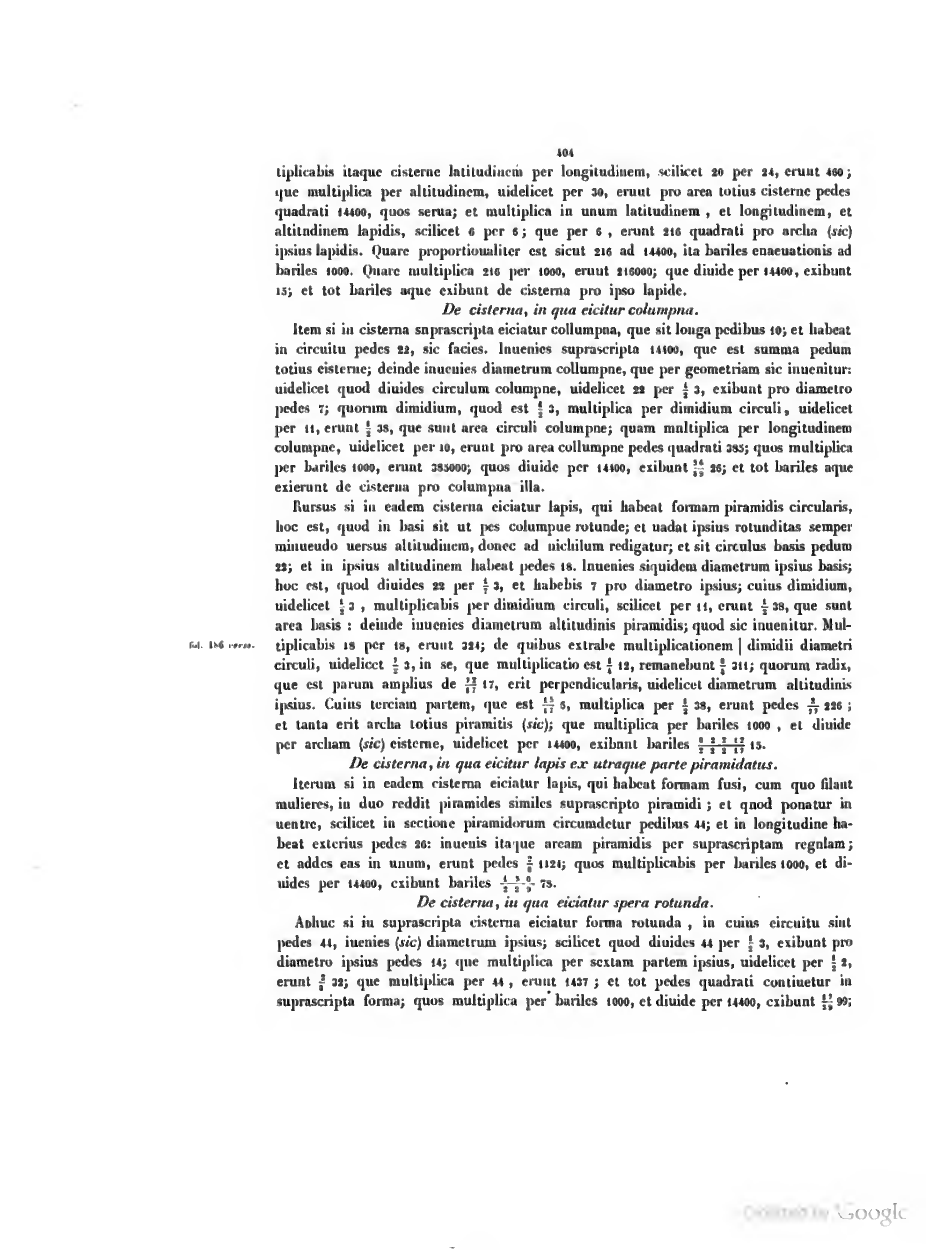 404
tiplicabis itaque cisterne latitudinem per longitudinem, scilicet 20 per 24, erunt 460;
que multiplica per altitudinem, uidelicet per 30, erunt pro area totius cisterne pedes
quadrati 14400, quos serua; et multiplica in unum latitudinem , et longitudinem, et
altitndinem lapidis, scilicet 6 per 6; que per 6 , erunt 216 quadrati pro archa (sic)
ipsius lapidis. Quare proportionaliter est sicut 216 ad 14400, ita bariles enaeuationis ad
bariles 1000. Quare multiplica 216 per 1000, eruut 216000; que diuide per 14400, exibunt
15; et tot bariles aque exibunt de cisterna pro ipso lapide.
De cisterna, in qua eicitur columpna.
Item si in cisterna snprascripta eiciatur collumpna, que sit longa pedibus 10; et habeat
in circuitu pedes 22, sic facies. Inuenies suprascripta 14400, que est summa pedum
totius cisterne; deinde inuenies diametrum collumpne, que per geometriam sic inuenitur:
uidelicet quod diuides circulum columpne, uidelicet 22 per 1/7 3, exibunt pro diametro
pedes 7; quorum dimidium, quod est 1/2 3, multiplica per dimidium circuli, uidelicet
per 11, erunt 1/2 38, que sunt area circuli columpne; quam multiplica per longitudinem
columpne, uidelicet per 10, erunt pro area collumpne pedes quadrati 385; quos multiplica
per bariles 1000, erunt 385000; quos diuide per 14400, exibunt 26; et tot bariles aque
exierunt de cisterna pro columpna illa.
Rursus si in eadem cisterna eiciatur lapis, qui habeat formam piramidis circularis,
hoc est, quod in basi sit ut pes columpue rotunde; et uadat ipsius rotunditas semper
minueudo uersus altitudinem, donec ad nichilum redigatur; et sit circulus basis pedum
22; et in ipsius altitudinem habeat pedes 18. Inuenies siquidem diametrum ipsius basis;
hoc est, quod diuides 22 per 1/7 3, et habebis 7 pro diametro ipsius; cuius dimidium,
uidelicet 1/2 3 , multiplicabis per dimidium circuli, scilicet per 11, erunt 1/2 38, que sunt
area basis : deinde inuenies diametrum altitudinis piramidis; quod sic inuenitur. Mul-
fol. 186 verso.
tiplicabis 18 per 18, erunt 324; de quibus extrahe multiplicationem | dimidii diametri
circuli, uidelicet 3, in se, que multiplicatio est 1/4 12, remanebunt 311; quorum radix,
que est parum amplius de 17, erit perpendicularis, uidelicet diametrum altitudinis
ipsius. Cuius terciam partem, que est 5, multiplica per 1/2 38, erunt pedes 226 ;
et tanta erit archa totius piramitis (sic); que multiplica per bariles 1000 , et diuide
per archam (sic) cisterne, uidelicet per 14400, exibunt bariles 15.
De cisterna, in qua eicitur lapis ex utraque parte piramidatus.
Iterum si in eadem cisterna eiciatur lapis, qui habeat formam fusi, cum quo filant
mulieres, in duo reddit piramides similes suprascripto piramidi ; et qnod ponatur in
uentre, scilicet in sectione piramidorum circumdetur pedibus 44; et in longitudine ha-
beat exterius pedes 26: inuenis itaque aream piramidis per suprascriptam regnlam;
et addes eas in unum, erunt pedes 1124; quos multiplicabis per bariles 1000, et di-
uides per 14400, exibunt bariles 78.
De cisterna, in qua eiciatur spera rotunda.
Aphuc si in suprascripta cisterna eiciatur forma rotunda , in cuius circuitu sint
pedes 44, iuenies (sic) diametrum ipsius; scilicet quod diuides 44 per 3, exibunt pro
diametro ipsius pedes 14; que multiplica per sextam partem ipsius, uidelicet per 2,
erunt 32; que multiplica per 44 , erunt 1437 ; et tot pedes quadrati contiuetur in
suprascripta forma; quos multiplica per bariles 1000, et diuide per 14400, exibunt 99;
Digitized by Google